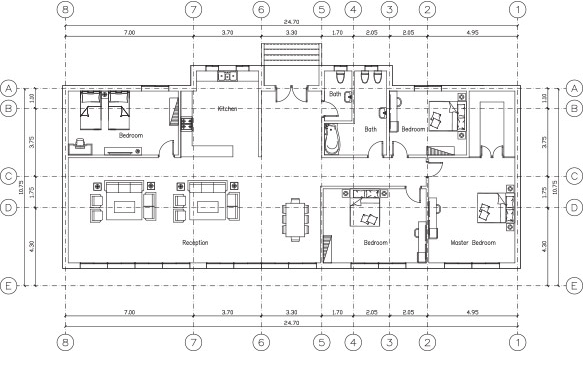 8 7 6 5 4 3 2 1
24.70
7.00 3.70 3.30 1.70 2.05 2.05 4.95
A A
B B
C C
D D
E E
1.10 3.75 1.75 4.30
10.75
1.10 3.75 1.75 4.30
10.75
Kitchen
Bath
Bedroom
Bath
Bedroom
Reception
Bedroom
Master Bedroom
7.00 3.70 3.30 1.70 2.05 2.05 4.95
24.70
8 7 6 5 4 3 2 1